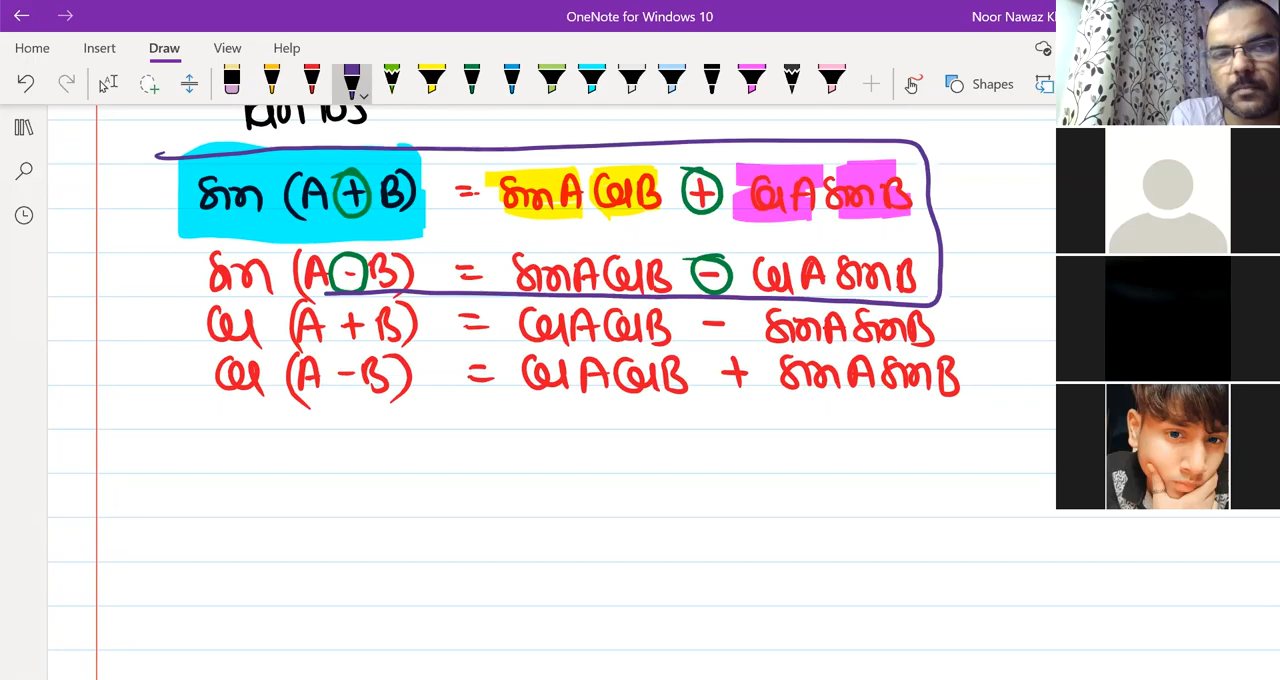 OneNote for Windows 10
Noor Nawaz Kh
Home Insert Draw View Help
Shapes
sin (A + B) = sinA cosB + cosA sinB
sin (A - B) = sinA cosB - cosA sinB
cos (A + B) = cosA cosB - sinA sinB
cos (A - B) = cosA cosB + sinA sinB